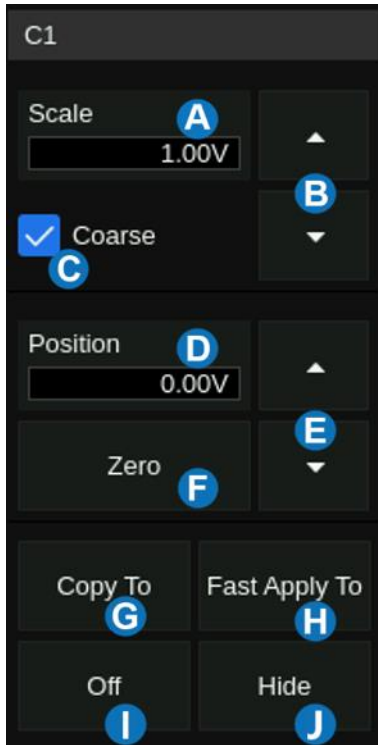 C1
Scale A
1.00V
B
Coarse
C
Position D
0.00V
E
Zero
F
Copy To Fast Apply To
G H
Off Hide
I J